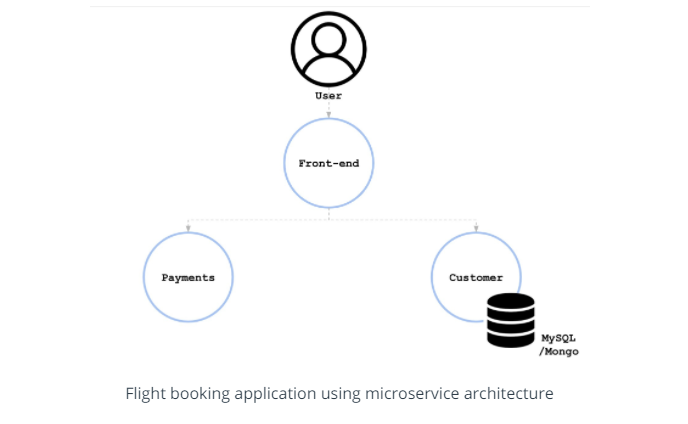 User
Front-end
Payments
Customer
MySQL
/Mongo
Flight booking application using microservice architecture